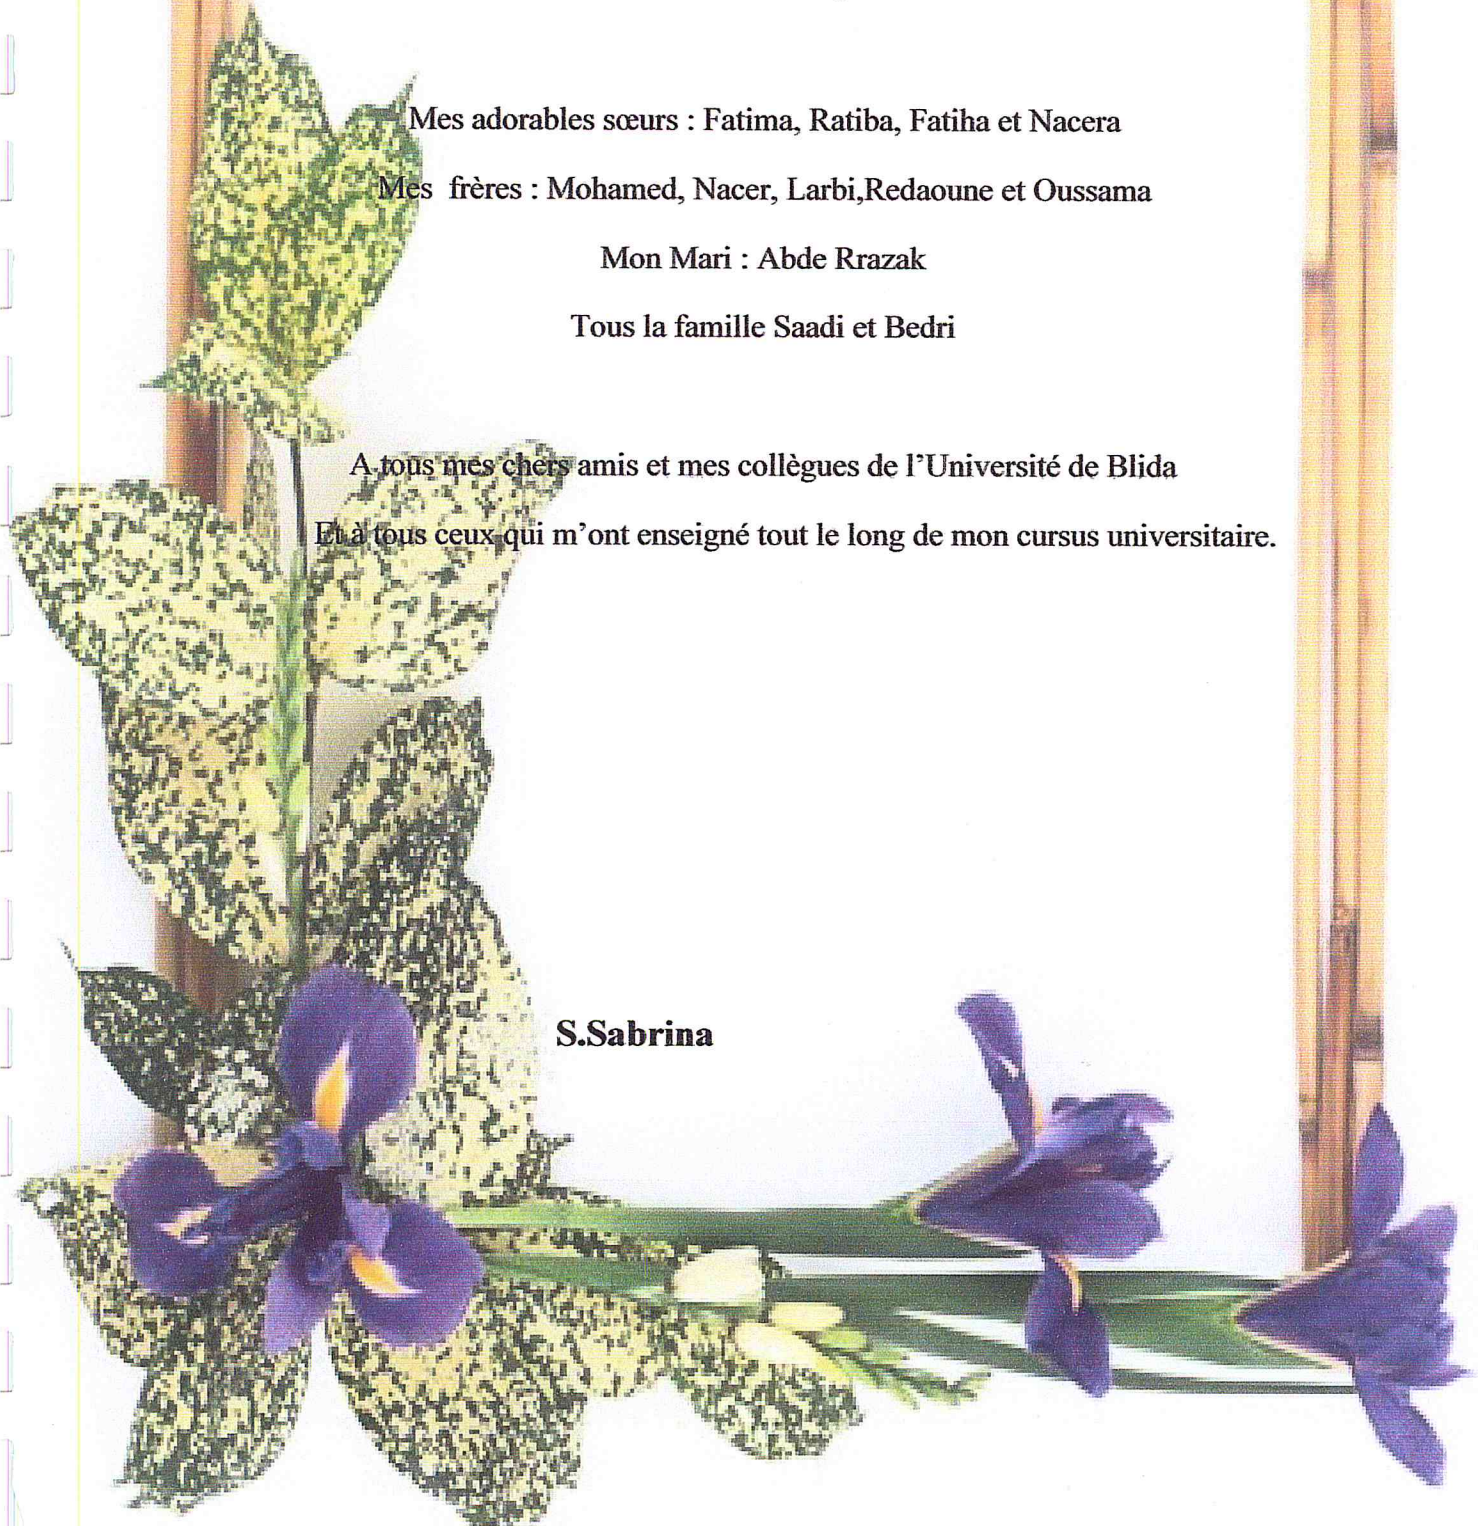 Mes adorables sœurs : Fatima, Ratiba, Fatiha et Nacera
Mes frères : Mohamed, Nacer, Larbi,Redaoune et Oussama
Mon Mari : Abde Rrazak
Tous la famille Saadi et Bedri
A tous mes chers amis et mes collègues de l’Université de Blida
Et à tous ceux qui m’ont enseigné tout le long de mon cursus universitaire.
S.Sabrina